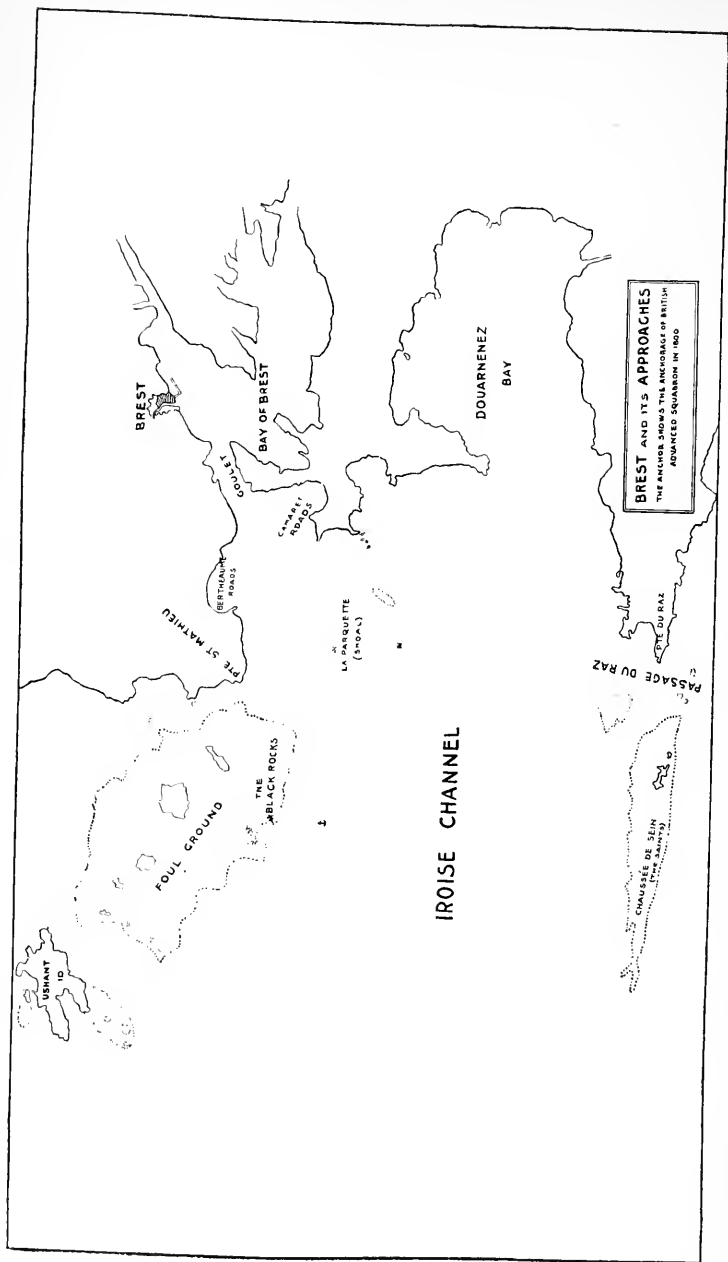 USHANT
ID
BREST
PTE ST MATHIEU
FOUL GROUND
BERTHEAUME
ROADS
GOULET
BAY OF BREST
THE
BLACK ROCKS
CAMARET
ROADS
LA PARQUETTE
(SHOAL)
IROISE CHANNEL
DOUARNENEZ
BAY
PASSAGE DU RAZ
PTE DU RAZ
CHAUSSÉE DE SEIN
(THE SAINTS)
BREST AND ITS APPROACHES
THE ANCHOR SHOWS THE ANCHORAGE OF BRITISH
ADVANCED SQUADRON IN 1800